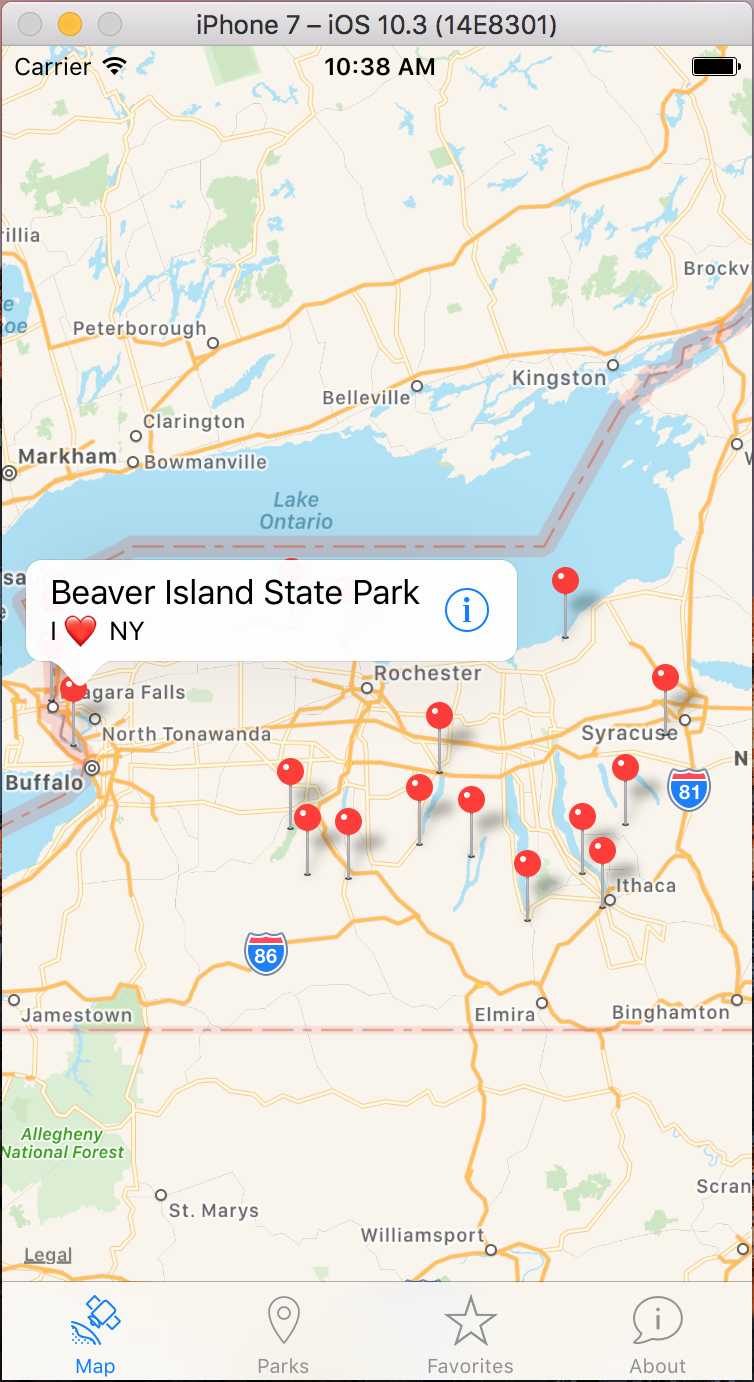 iPhone 7 – iOS 10.3 (14E8301)
Carrier 10:38 AM
rillia
Brockv
e
oe
Peterborough
Kingston
Belleville
Clarington
Markham
Bowmanville
W
Lake
Ontario
ssau
e
Beaver Island State Park
I ❤️ NY
Rochester
agara Falls
North Tonawanda
Syracuse
Buffalo
N
81
Ithaca
86
Jamestown
Elmira
Binghamton
Allegheny
National Forest
Scran
St. Marys
Williamsport
Legal
Map
Parks
Favorites
About